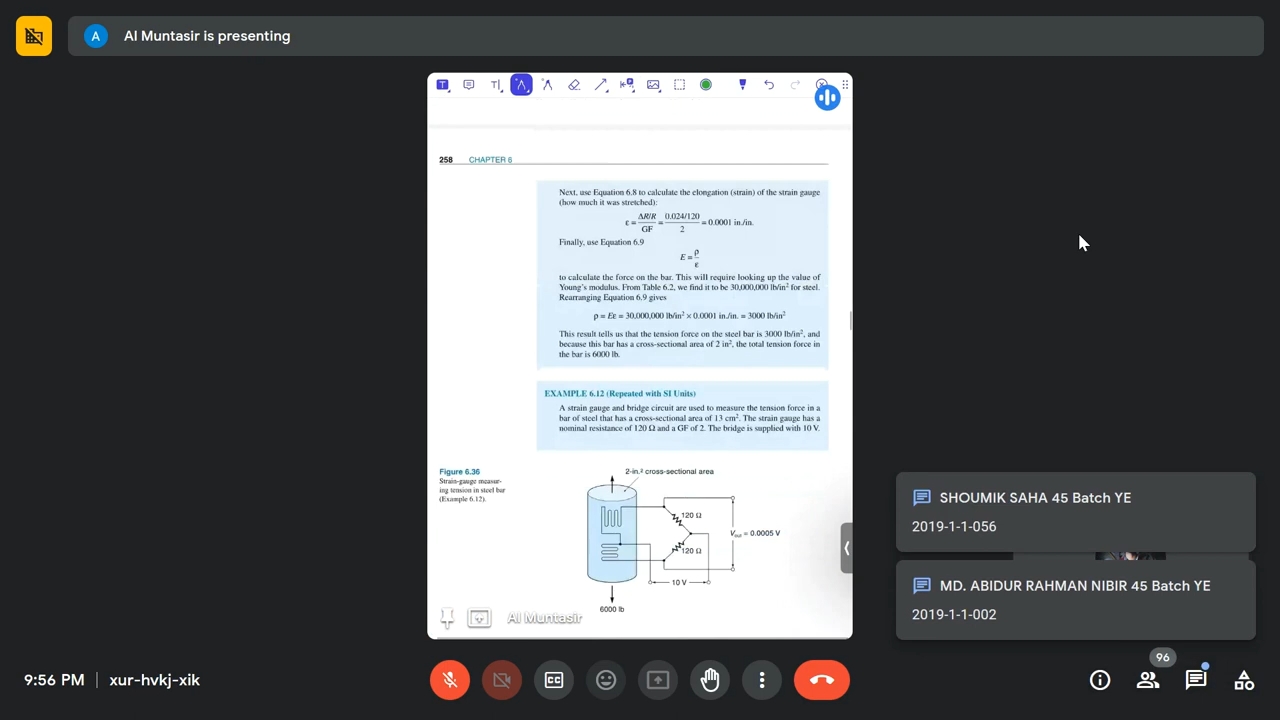 A
Al Muntasir is presenting
258 CHAPTER 6
Next, use Equation 6.8 to calculate the elongation (strain) of the strain gauge
(how much it was stretched):
ε = ΔR/R / GF = 0.024/120 / 2 = 0.0001 in./in.
Finally, use Equation 6.9
E = ρ / ε
to calculate the force on the bar. This will require looking up the value of
Young's modulus. From Table 6.2, we find it to be 30,000,000 lb/in² for steel.
Rearranging Equation 6.9 gives
ρ = Eε = 30,000,000 lb/in² × 0.0001 in./in. = 3000 lb/in²
This result tells us that the tension force on the steel bar is 3000 lb/in², and
because this bar has a cross-sectional area of 2 in², the total tension force in
the bar is 6000 lb.
EXAMPLE 6.12 (Repeated with SI Units)
A strain gauge and bridge circuit are used to measure the tension force in a
bar of steel that has a cross-sectional area of 13 cm². The strain gauge has a
nominal resistance of 120 Ω and a GF of 2. The bridge is supplied with 10 V.
Figure 6.36
Strain-gauge measur-
ing tension in steel bar
(Example 6.12).
2-in.² cross-sectional area
120 Ω
Vout = 0.0005 V
120 Ω
10 V
6000 lb
Al Muntasir
SHOUMIK SAHA 45 Batch YE
2019-1-1-056
MD. ABIDUR RAHMAN NIBIR 45 Batch YE
2019-1-1-002
9:56 PM | xur-hvkj-xik
CC
96